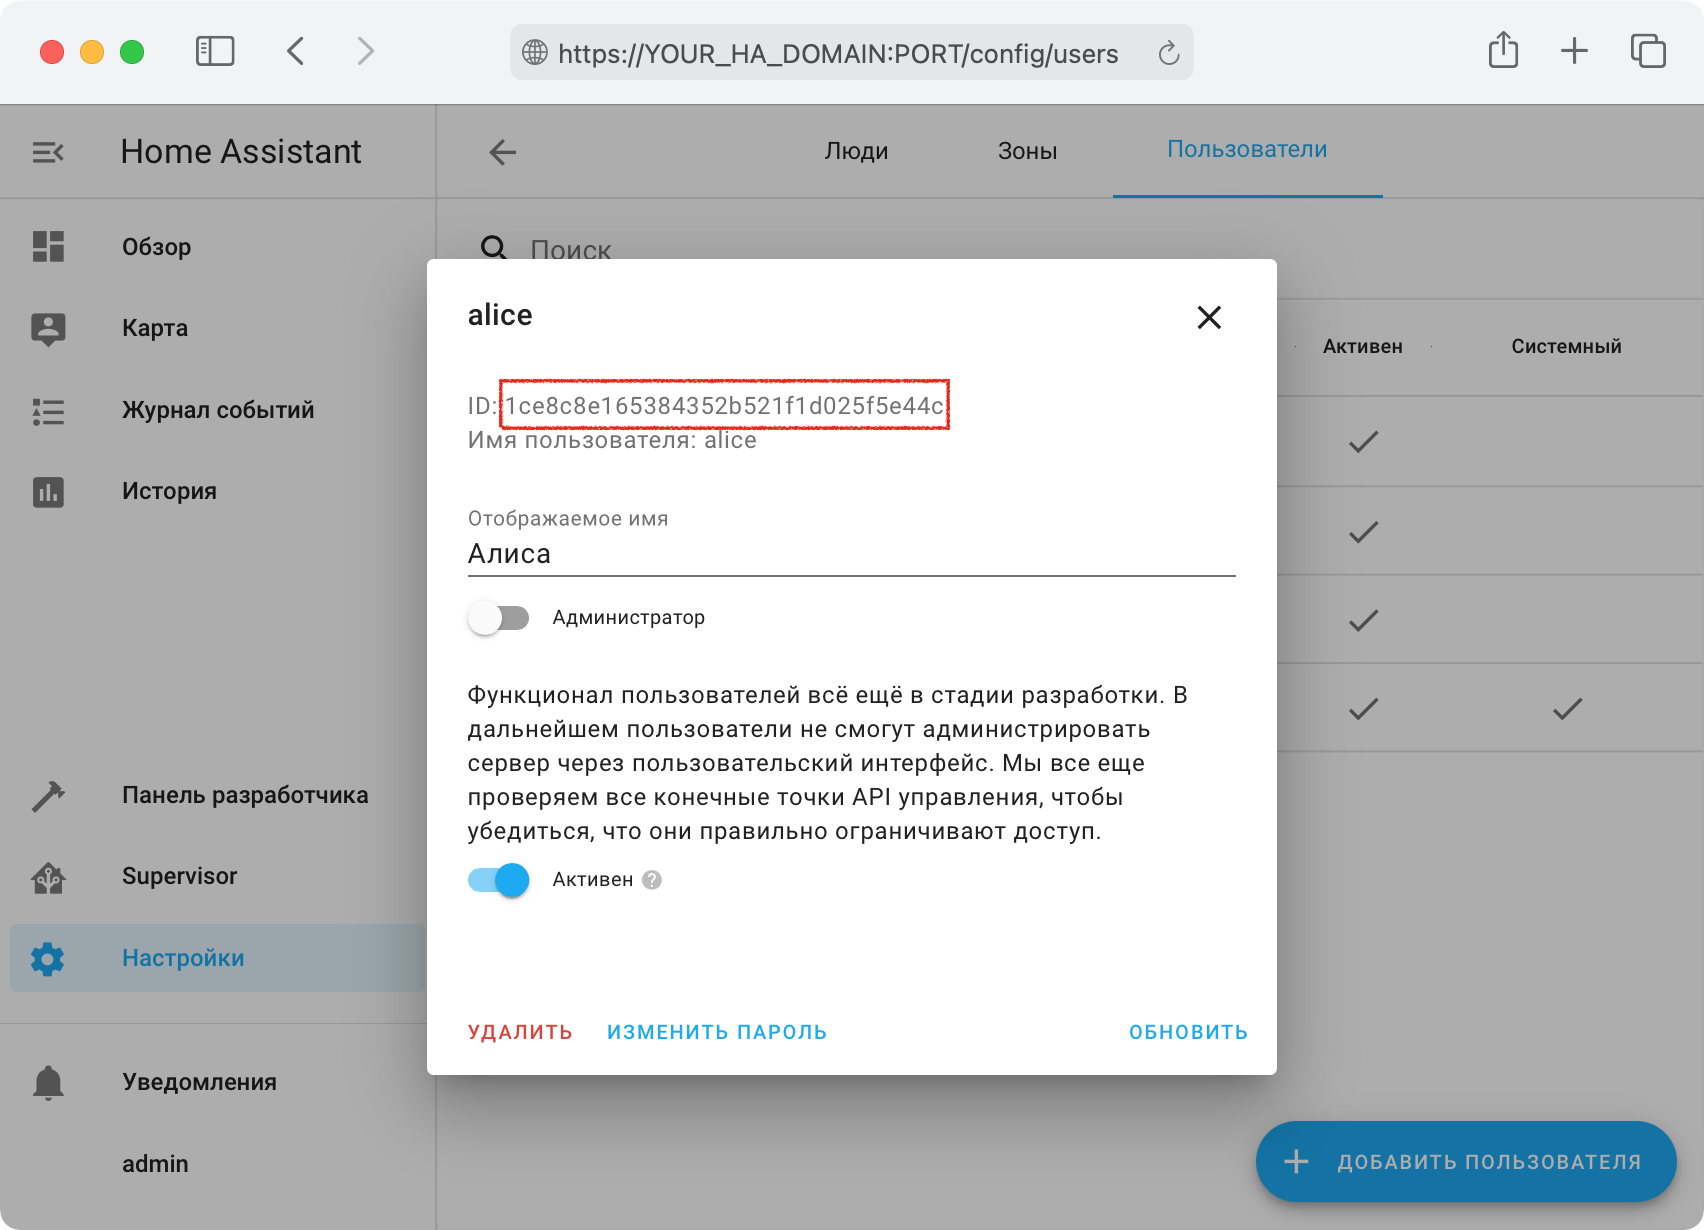 https://YOUR_HA_DOMAIN:PORT/config/users
Home Assistant
Люди
Зоны
Пользователи
Обзор
Карта
Журнал событий
История
Панель разработчика
Supervisor
Настройки
Уведомления
admin
Поиск
Активен
Системный
alice
ID: 1ce8c8e165384352b521f1d025f5e44c
Имя пользователя: alice
Отображаемое имя
Алиса
Администратор
Функционал пользователей всё ещё в стадии разработки. В
дальнейшем пользователи не смогут администрировать
сервер через пользовательский интерфейс. Мы все еще
проверяем все конечные точки API управления, чтобы
убедиться, что они правильно ограничивают доступ.
Активен
УДАЛИТЬ
ИЗМЕНИТЬ ПАРОЛЬ
ОБНОВИТЬ
ДОБАВИТЬ ПОЛЬЗОВАТЕЛЯ